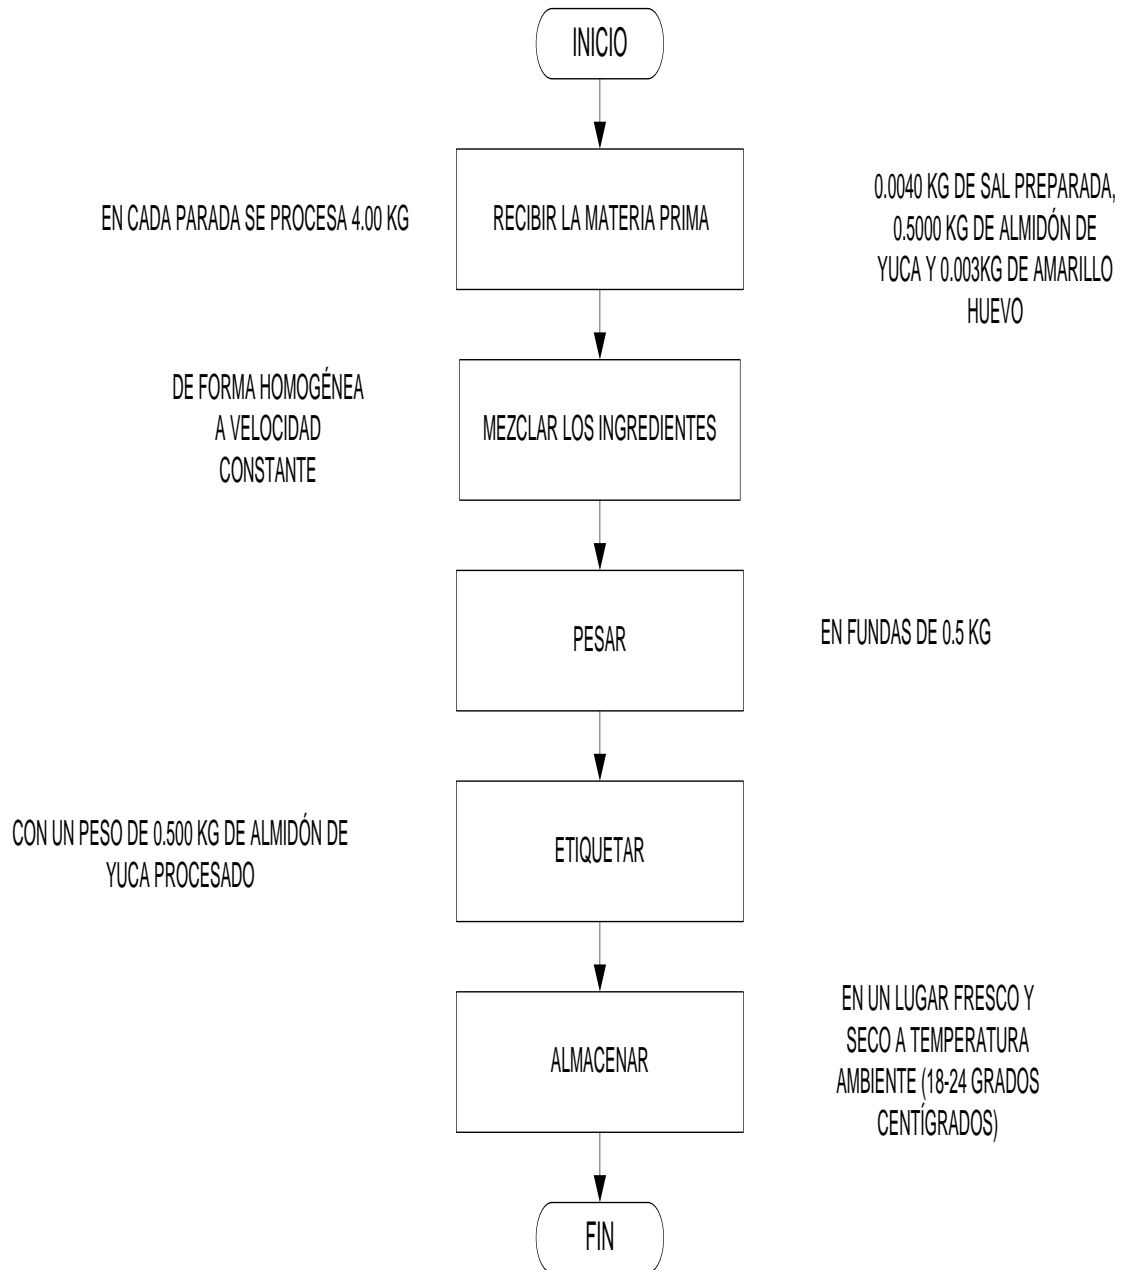 INICIO
EN CADA PARADA SE PROCESA 4.00 KG
RECIBIR LA MATERIA PRIMA
0.0040 KG DE SAL PREPARADA,
0.5000 KG DE ALMIDÓN DE
YUCA Y 0.003KG DE AMARILLO
HUEVO
DE FORMA HOMOGÉNEA
A VELOCIDAD
CONSTANTE
MEZCLAR LOS INGREDIENTES
PESAR
EN FUNDAS DE 0.5 KG
CON UN PESO DE 0.500 KG DE ALMIDÓN DE
YUCA PROCESADO
ETIQUETAR
ALMACENAR
EN UN LUGAR FRESCO Y
SECO A TEMPERATURA
AMBIENTE (18-24 GRADOS
CENTÍGRADOS)
FIN